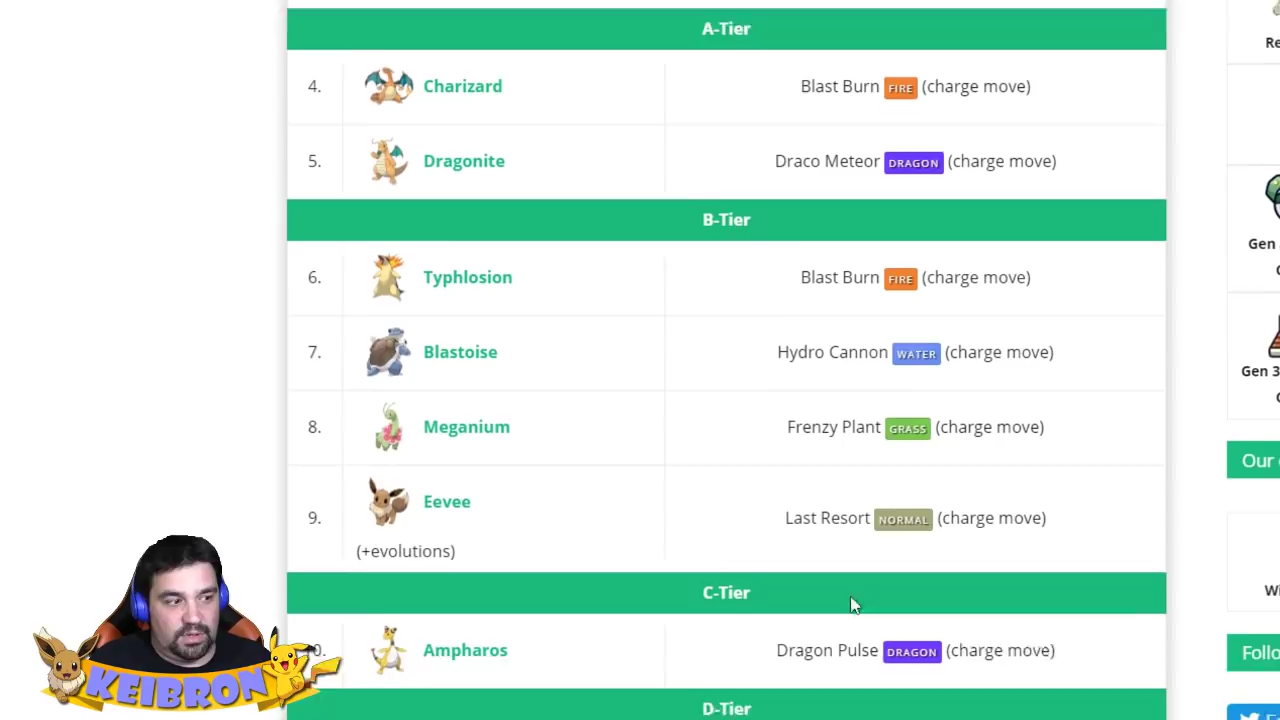 A-Tier
4. Charizard Blast Burn FIRE (charge move)
5. Dragonite Draco Meteor DRAGON (charge move)
B-Tier
6. Typhlosion Blast Burn FIRE (charge move)
7. Blastoise Hydro Cannon WATER (charge move)
8. Meganium Frenzy Plant GRASS (charge move)
9. Eevee Last Resort NORMAL (charge move)
(+evolutions)
C-Tier
Ampharos Dragon Pulse DRAGON (charge move)
D-Tier
KEIBRON
Re
Gen
Gen 3
Our
Wi
Follo